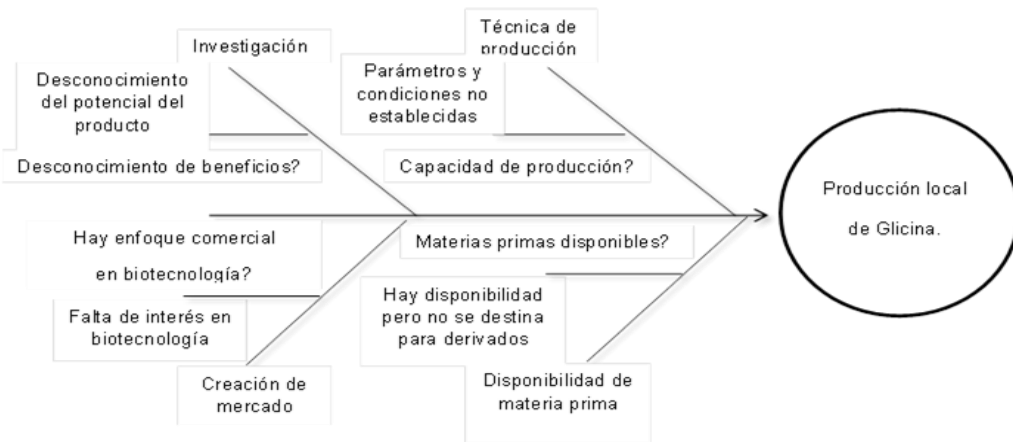 Investigación
Técnica de
producción
Desconocimiento
del potencial del
producto
Parámetros y
condiciones no
establecidas
Desconocimiento de beneficios?
Capacidad de producción?
Producción local
de Glicina.
Hay enfoque comercial
en biotecnología?
Materias primas disponibles?
Falta de interés en
biotecnología
Hay disponibilidad
pero no se destina
para derivados
Creación de
mercado
Disponibilidad de
materia prima